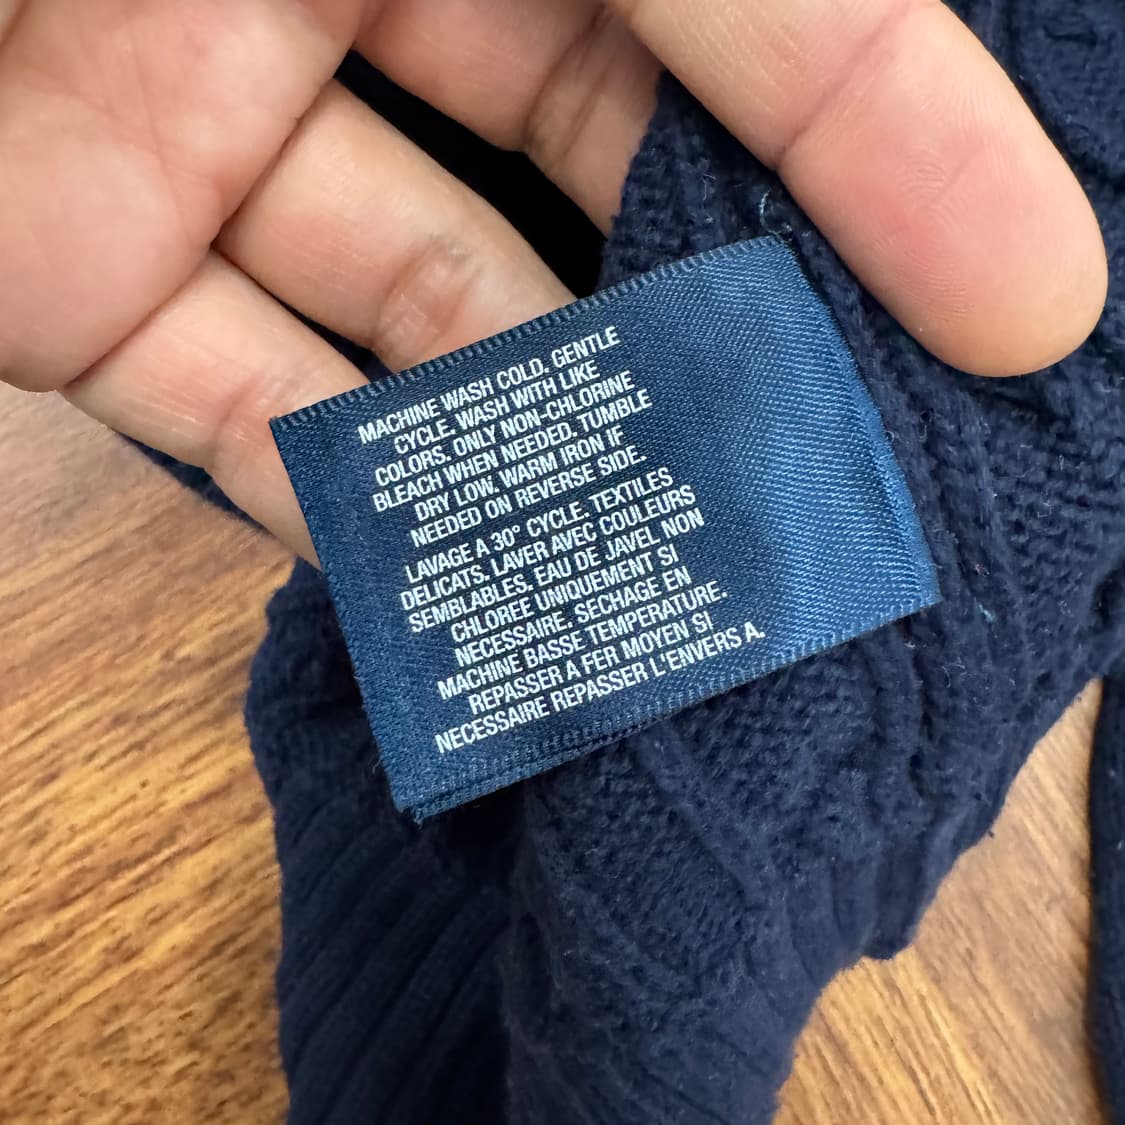 MACHINE WASH COLD. GENTLE
CYCLE. WASH WITH LIKE
COLORS. ONLY NON-CHLORINE
BLEACH WHEN NEEDED. TUMBLE
DRY LOW. WARM IRON IF
NEEDED ON REVERSE SIDE.
LAVAGE A 30° CYCLE. TEXTILES
DELICATS. LAVER AVEC COULEURS
SEMBLABLES. EAU DE JAVEL NON
CHLOREE UNIQUEMENT SI
NECESSAIRE. SECHAGE EN
MACHINE BASSE TEMPERATURE.
REPASSER A FER MOYEN SI
NECESSAIRE REPASSER L'ENVERS A.